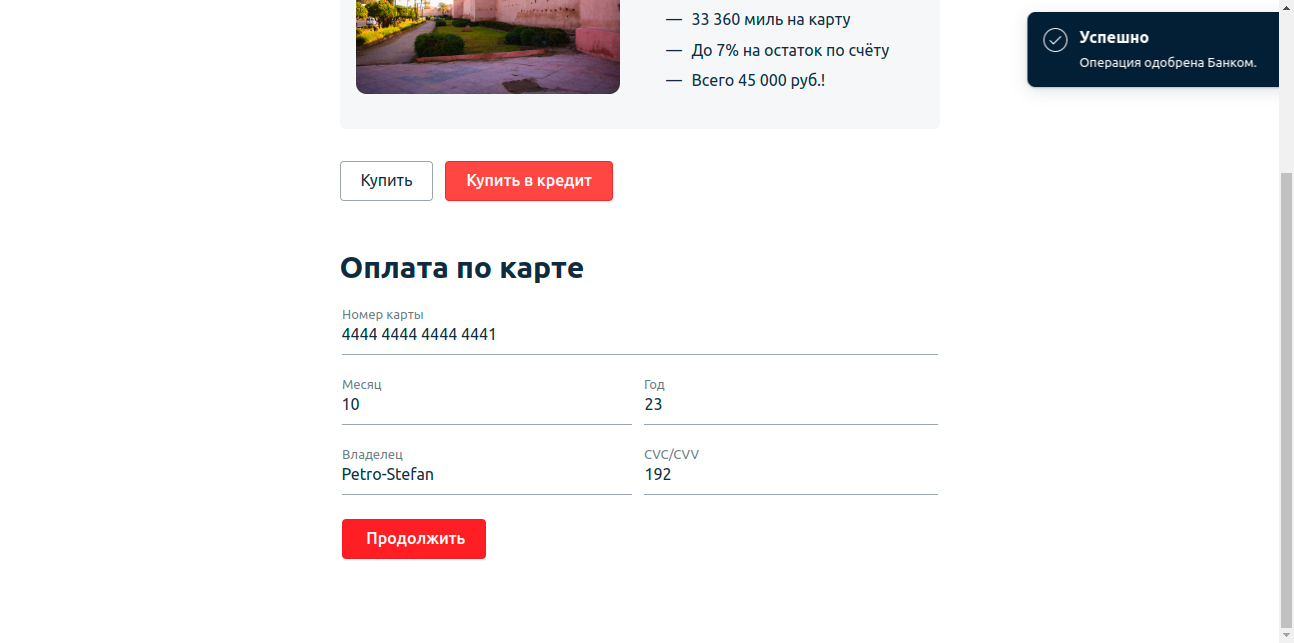 — 33 360 миль на карту
— До 7% на остаток по счёту
— Всего 45 000 руб.!
Успешно
Операция одобрена Банком.
Купить
Купить в кредит
Оплата по карте
Номер карты
4444 4444 4444 4441
Месяц
Год
10
23
Владелец
CVC/CVV
Petro-Stefan
192
Продолжить